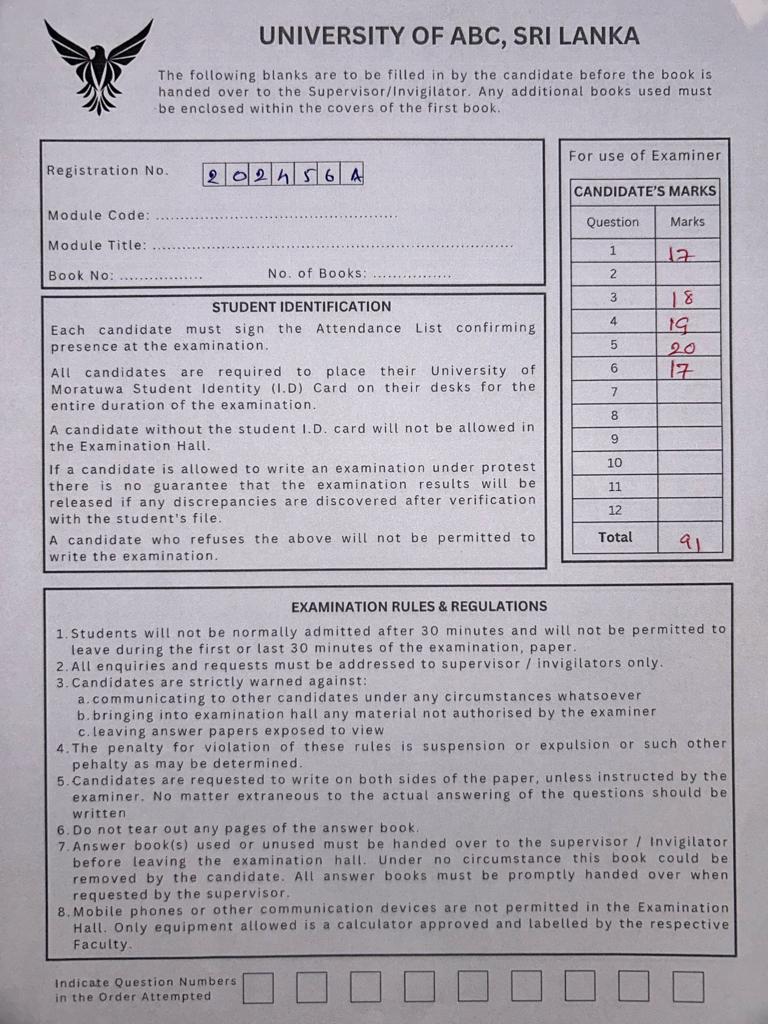 UNIVERSITY OF ABC, SRI LANKA
The following blanks are to be filled in by the candidate before the book is
handed over to the Supervisor/Invigilator. Any additional books used must
be enclosed within the covers of the first book.
Registration No. 202456A
Module Code: ..............................................
Module Title: ....................................................................
Book No: ................ No. of Books: ...............
STUDENT IDENTIFICATION
Each candidate must sign the Attendance List confirming
presence at the examination.
All candidates are required to place their University of
Moratuwa Student Identity (I.D) Card on their desks for the
entire duration of the examination.
A candidate without the student I.D. card will not be allowed in
the Examination Hall.
If a candidate is allowed to write an examination under protest
there is no guarantee that the examination results will be
released if any discrepancies are discovered after verification
with the student's file.
A candidate who refuses the above will not be permitted to
write the examination.
For use of Examiner
CANDIDATE'S MARKS
Question Marks
1 17
2
3 18
4 19
5 20
6 17
7
8
9
10
11
12
Total 91
EXAMINATION RULES & REGULATIONS
1. Students will not be normally admitted after 30 minutes and will not be permitted to
leave during the first or last 30 minutes of the examination, paper.
2. All enquiries and requests must be addressed to supervisor / invigilators only.
3. Candidates are strictly warned against:
a. communicating to other candidates under any circumstances whatsoever
b. bringing into examination hall any material not authorised by the examiner
c. leaving answer papers exposed to view
4. The penalty for violation of these rules is suspension or expulsion or such other
pehalty as may be determined.
5. Candidates are requested to write on both sides of the paper, unless instructed by the
examiner. No matter extraneous to the actual answering of the questions should be
written
6. Do not tear out any pages of the answer book.
7. Answer book(s) used or unused must be handed over to the supervisor / Invigilator
before leaving the examination hall. Under no circumstance this book could be
removed by the candidate. All answer books must be promptly handed over when
requested by the supervisor.
8. Mobile phones or other communication devices are not permitted in the Examination
Hall. Only equipment allowed is a calculator approved and labelled by the respective
Faculty.
Indicate Question Numbers
in the Order Attempted